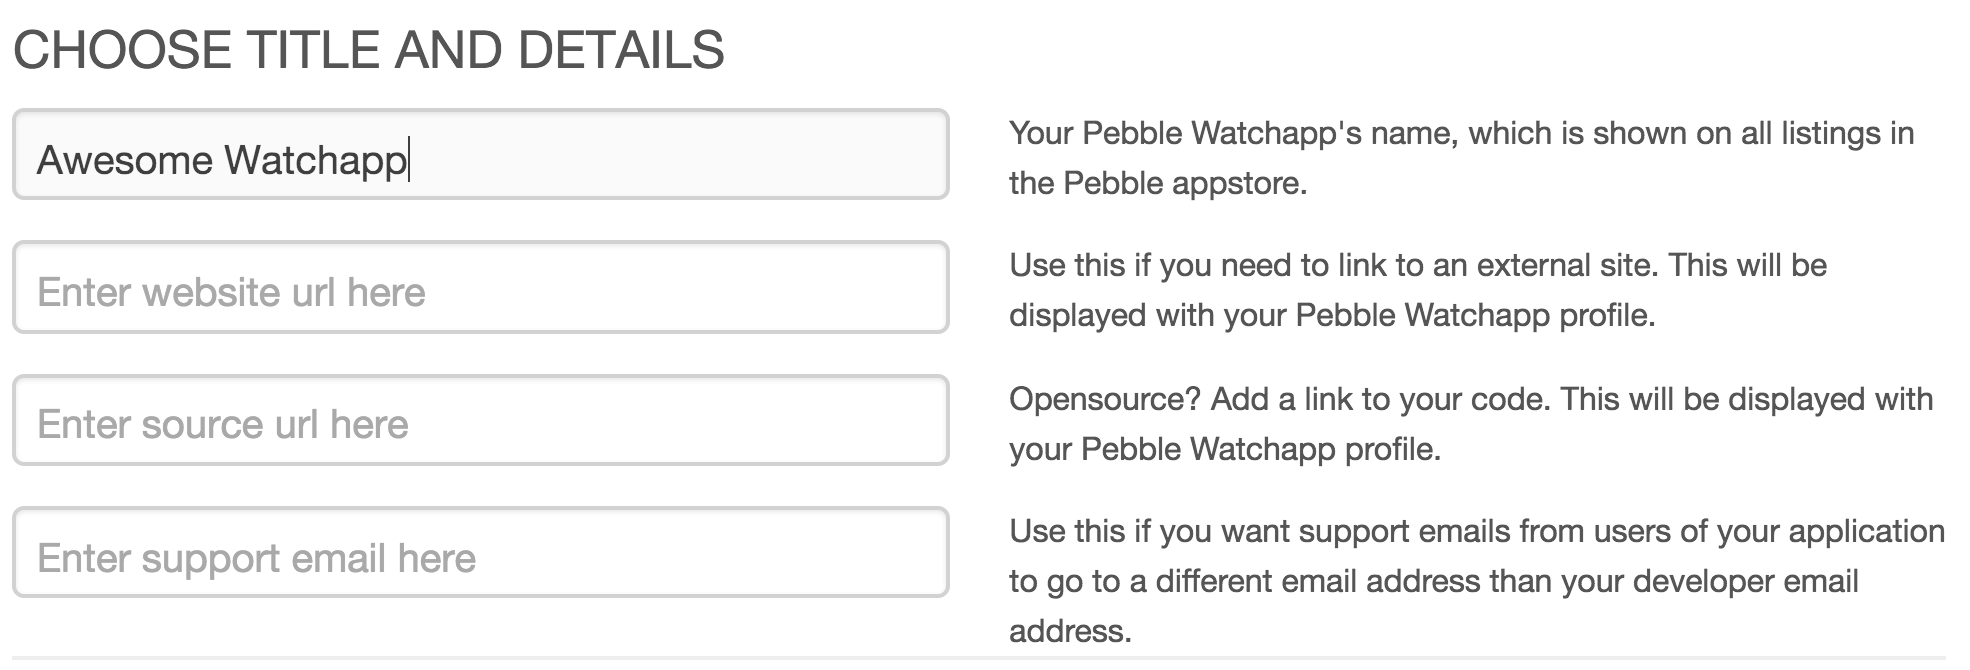 CHOOSE TITLE AND DETAILS
Awesome Watchapp
Your Pebble Watchapp's name, which is shown on all listings in
the Pebble appstore.
Enter website url here
Use this if you need to link to an external site. This will be
displayed with your Pebble Watchapp profile.
Enter source url here
Opensource? Add a link to your code. This will be displayed with
your Pebble Watchapp profile.
Enter support email here
Use this if you want support emails from users of your application
to go to a different email address than your developer email
address.